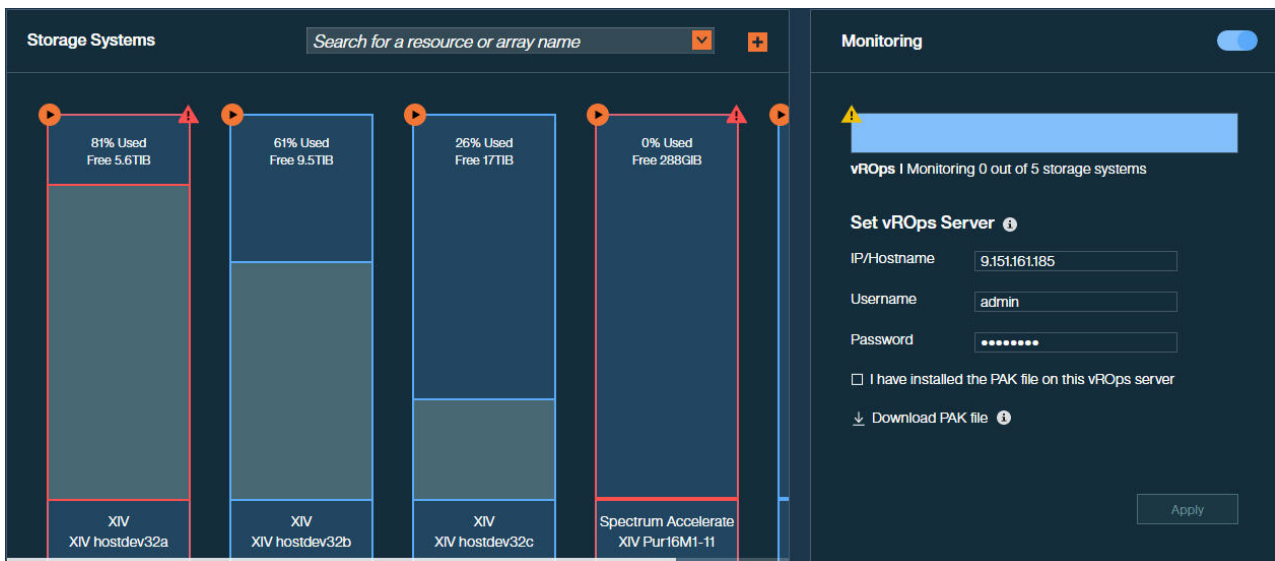 Storage Systems
Search for a resource or array name
81% Used
Free 5.6TIB
XIV
XIV hostdev32a
61% Used
Free 9.5TIB
XIV
XIV hostdev32b
26% Used
Free 17TIB
XIV
XIV hostdev32c
0% Used
Free 288GIB
Spectrum Accelerate
XIV Pur16M1-11
Monitoring
vROps | Monitoring 0 out of 5 storage systems
Set vROps Server
IP/Hostname 9.151.161.185
Username admin
Password ••••••••
I have installed the PAK file on this vROps server
Download PAK file
Apply